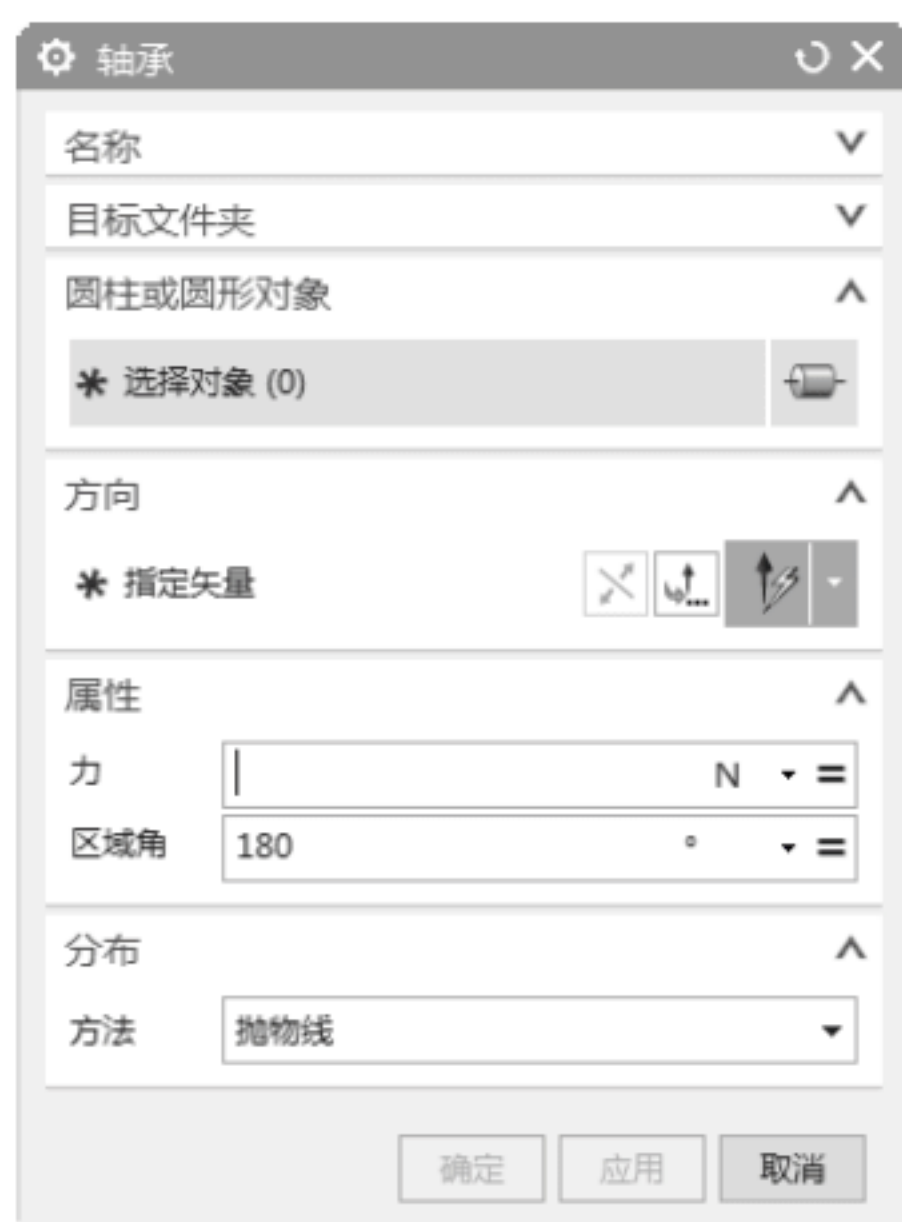 轴承
名称
目标文件夹
圆柱或圆形对象
* 选择对象 (0)
方向
* 指定矢量
属性
力 N
区域角 180 °
分布
方法 抛物线
确定 应用 取消